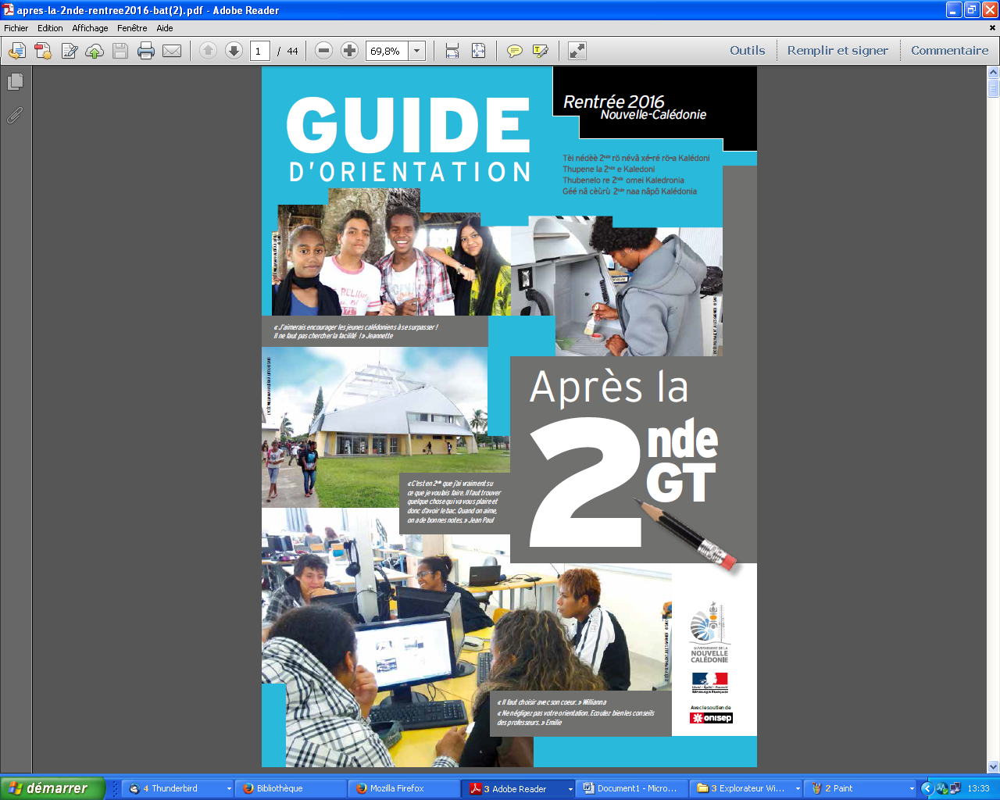 apres-la-2nde-rentree2016-bat(2).pdf - Adobe Reader
Fichier Edition Affichage Fenêtre Aide
1 / 44 69,8% Outils Remplir et signer Commentaire
GUIDE
D'ORIENTATION
Rentrée 2016
Nouvelle-Calédonie
Tèi nédèè 2nde rö névâ xé-ré rö-a Kalédoni
Thupene la 2nde e Kaledoni
Thubenelo re 2nde omei Kaledronia
Géé nâ cèùrù 2nde naa nâpô Kalédonia
« J'aimerais encourager les jeunes calédoniens à se surpasser !
Il ne faut pas chercher la facilité ! » Jeannette
Après la
2nde
GT
« C'est en 2nde que j'ai vraiment su
ce que je voulais faire. Il faut trouver
quelque chose qui va vous plaire et
donc d'avoir le bac. Quand on aime,
on a de bonnes notes. » Jean Paul
« Il faut choisir avec son coeur. » Willianna
« Ne négligez pas votre orientation. Ecoutez bien les conseils
des professeurs. » Emilie
GOUVERNEMENT DE LA
NOUVELLE
CALÉDONIE
Liberté • Égalité • Fraternité
RÉPUBLIQUE FRANÇAISE
Avec le soutien de
onisep
démarrer 4 Thunderbird Bibliothèque Mozilla Firefox 3 Adobe Reader Document1 - Micro... 3 Explorateur Wi... 2 Paint 13:33